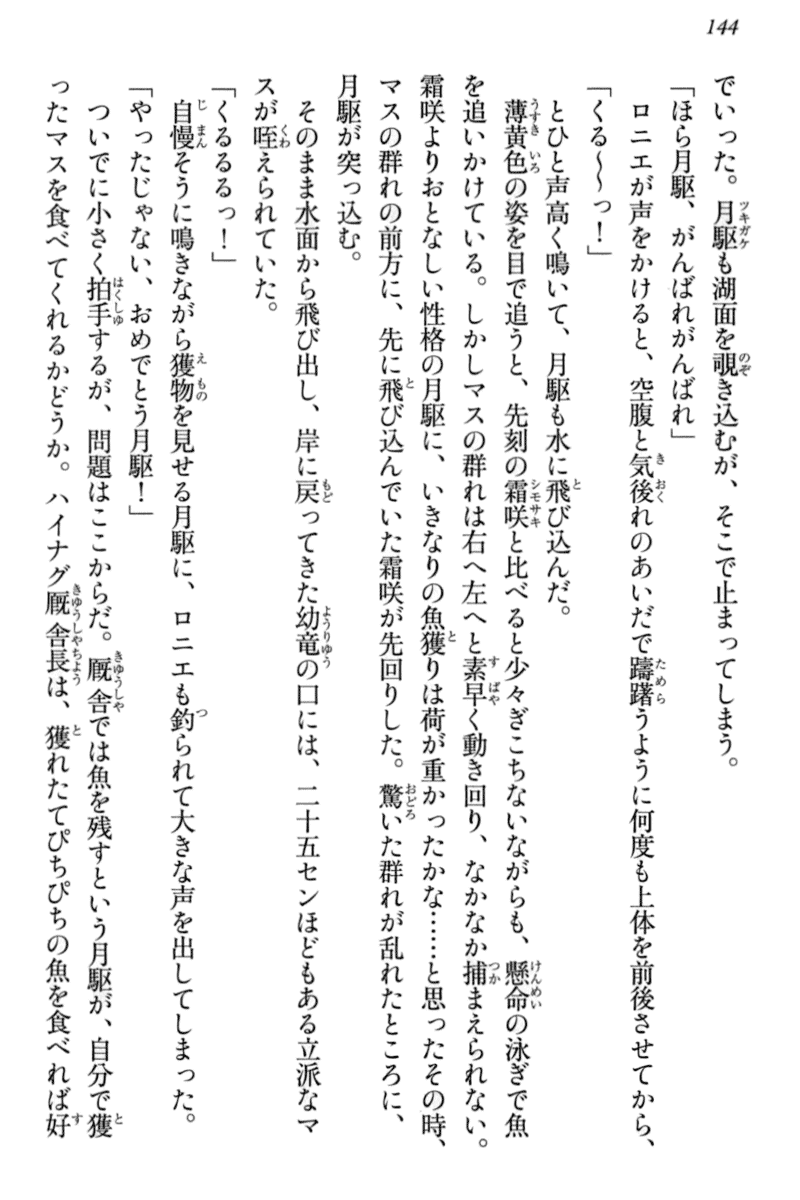 144
でいった。月駆も湖面を覗き込むが、そこで止まってしまう。
「ほら月駆、がんばれがんばれ」
ロニエが声をかけると、空腹と気後れのあいだで躊躇うように何度も上体を前後させてから、
「くる〜〜っ！」
とひと声高く鳴いて、月駆も水に飛び込んだ。
薄黄色の姿を目で追うと、先刻の霜咲と比べると少々ぎこちないながらも、懸命の泳ぎで魚
を追いかけている。しかしマスの群れは右へ左へと素早く動き回り、なかなか捕まえられない。
霜咲よりおとなしい性格の月駆に、いきなりの魚獲りは荷が重かったかな……と思ったその時、
マスの群れの前方に、先に飛び込んでいた霜咲が先回りした。驚いた群れが乱れたところに、
月駆が突っ込む。
そのまま水面から飛び出し、岸に戻ってきた幼竜の口には、二十五センほどもある立派なマ
スが咥えられていた。
「くるるるっ！」
自慢そうに鳴きながら獲物を見せる月駆に、ロニエも釣られて大きな声を出してしまった。
「やったじゃない、おめでとう月駆！」
ついでに小さく拍手するが、問題はここからだ。厩舎では魚を残すという月駆が、自分で獲
ったマスを食べてくれるかどうか。ハイナグ厩舎長は、獲れたてぴちぴちの魚を食べれば好